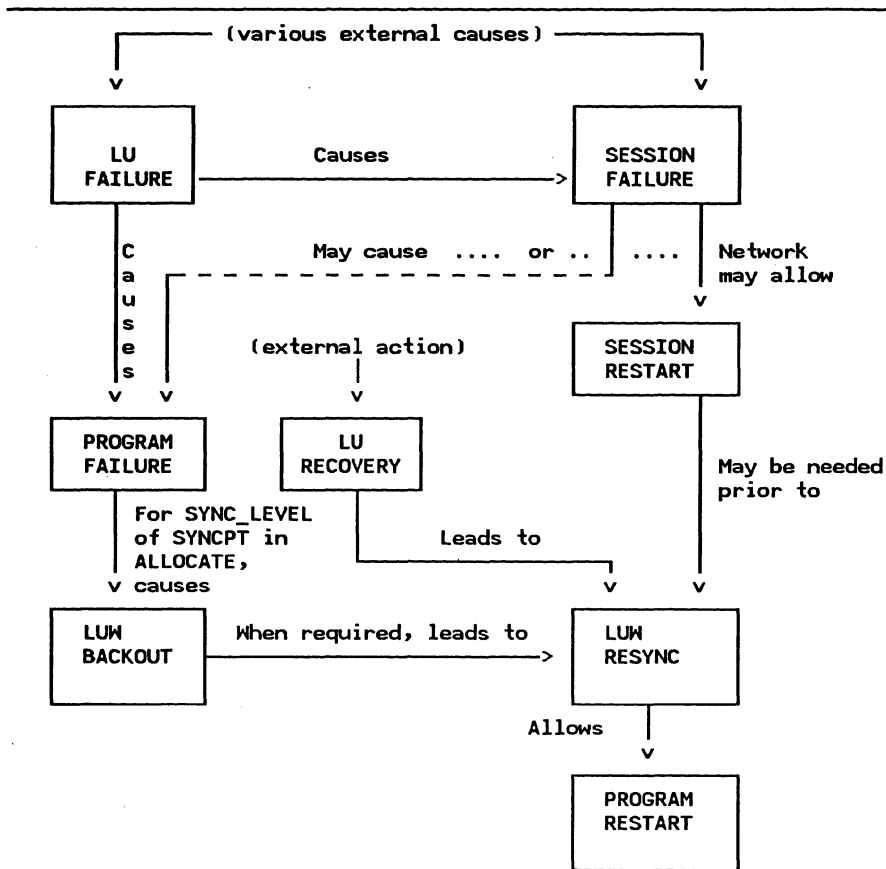 (various external causes)
LU
FAILURE
Causes
SESSION
FAILURE
Causes
May cause .... or .. ....
Network
may allow
(external action)
SESSION
RESTART
PROGRAM
FAILURE
LU
RECOVERY
May be needed
prior to
For SYNC_LEVEL
of SYNCPT in
ALLOCATE,
causes
Leads to
LUW
BACKOUT
When required, leads to
LUW
RESYNC
Allows
PROGRAM
RESTART